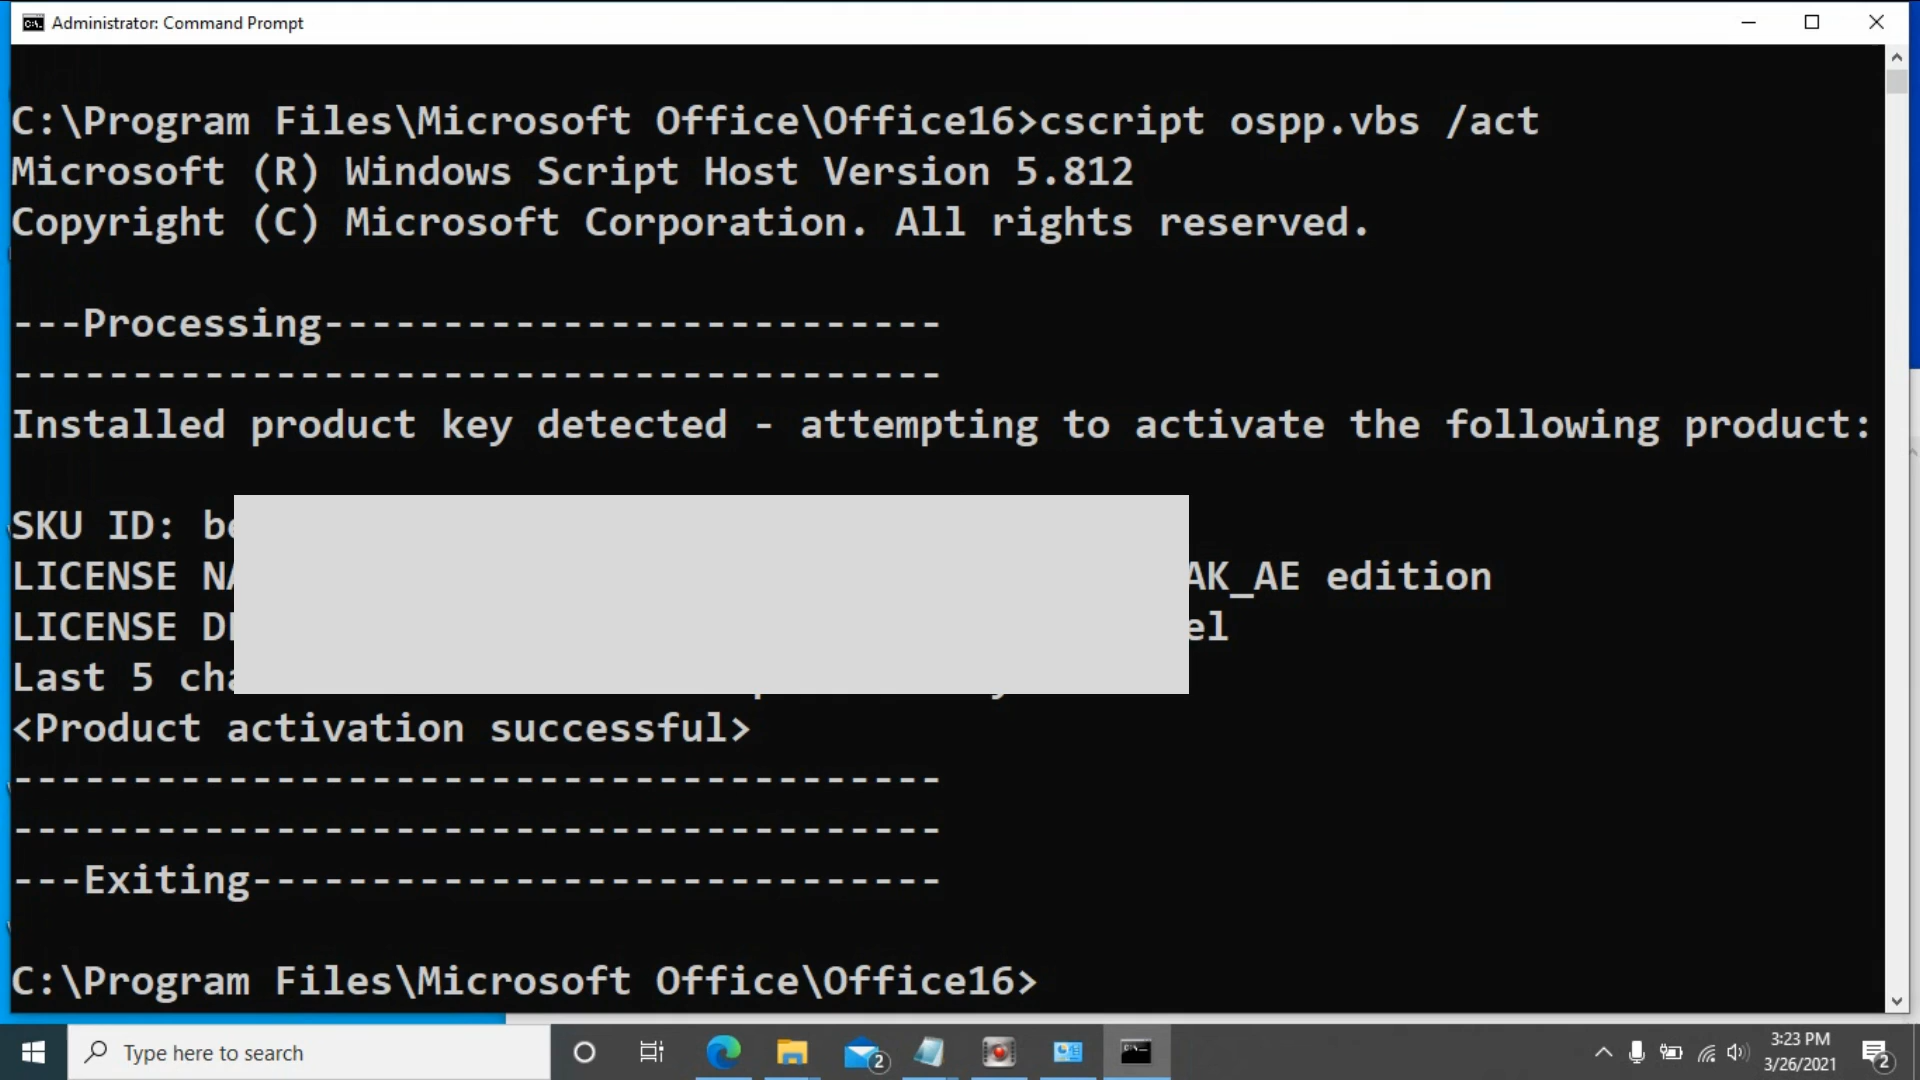 Administrator: Command Prompt
C:\Program Files\Microsoft Office\Office16>cscript ospp.vbs /act
Microsoft (R) Windows Script Host Version 5.812
Copyright (C) Microsoft Corporation. All rights reserved.
---Processing--------------------------
---------------------------------------
Installed product key detected - attempting to activate the following product:
SKU ID:
LICENSE AK_AE edition
LICENSE
Last 5
<Product activation successful>
---------------------------------------
---------------------------------------
---Exiting-----------------------------
C:\Program Files\Microsoft Office\Office16>
Type here to search
2
3:23 PM
3/26/2021
2